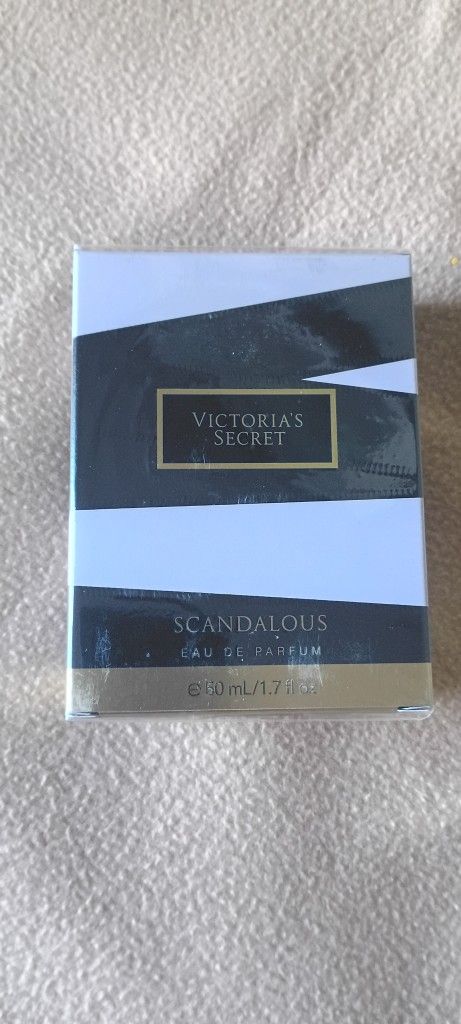 VICTORIA'S
SECRET
SCANDALOUS
EAU DE PARFUM
℮ 50 mL/1.7 fl oz